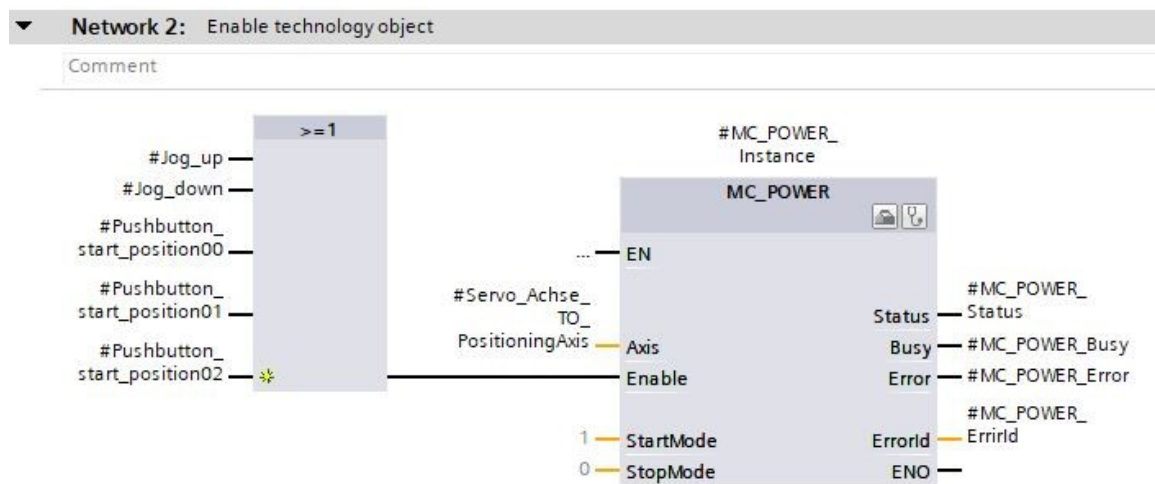 Network 2: Enable technology object
Comment
>=1
#Jog_up
#Jog_down
#Pushbutton_
start_position00
#Pushbutton_
start_position01
#Pushbutton_
start_position02
#MC_POWER_
Instance
MC_POWER
... EN
#Servo_Achse_
TO_
PositioningAxis Axis
Enable
1 StartMode
0 StopMode
#MC_POWER_
Status Status
Busy #MC_POWER_Busy
Error #MC_POWER_Error
#MC_POWER_
ErrorId ErrirId
ENO